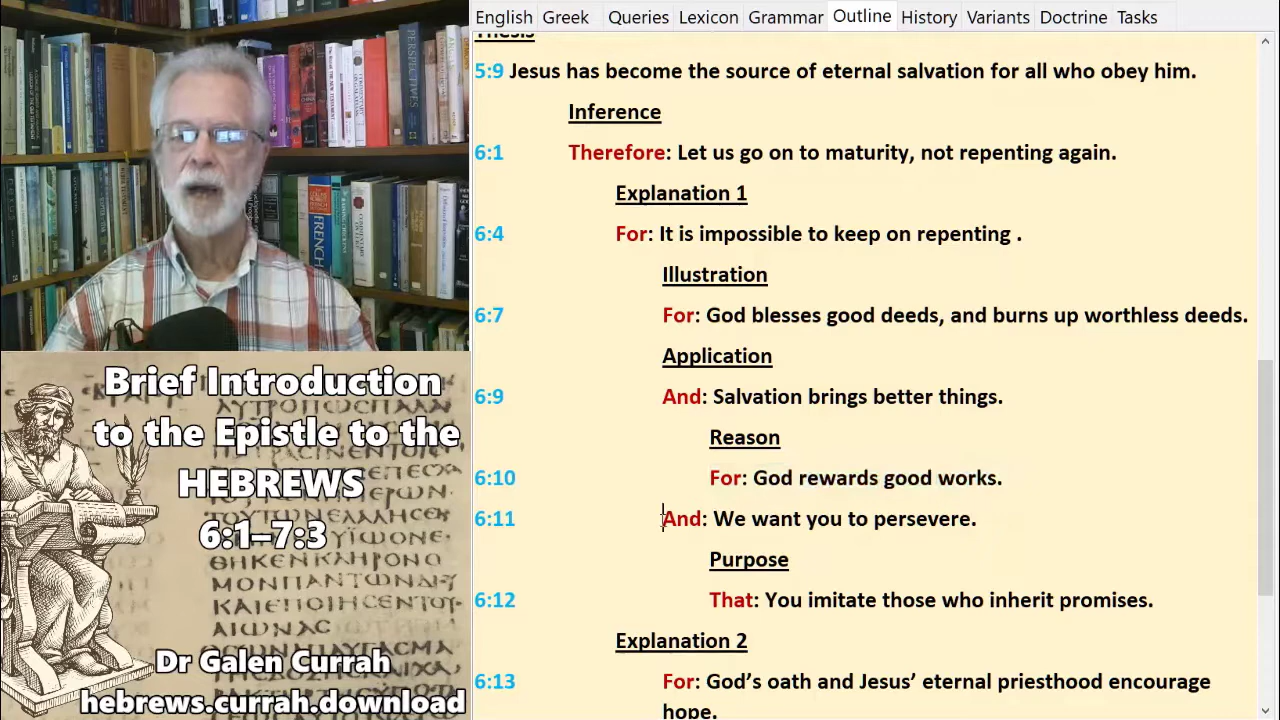 English Greek Queries Lexicon Grammar Outline History Variants Doctrine Tasks
Thesis
5:9 Jesus has become the source of eternal salvation for all who obey him.
Inference
6:1 Therefore: Let us go on to maturity, not repenting again.
Explanation 1
6:4 For: It is impossible to keep on repenting .
Illustration
6:7 For: God blesses good deeds, and burns up worthless deeds.
Application
6:9 And: Salvation brings better things.
Reason
6:10 For: God rewards good works.
6:11 And: We want you to persevere.
Purpose
6:12 That: You imitate those who inherit promises.
Explanation 2
6:13 For: God’s oath and Jesus’ eternal priesthood encourage
hope.
PERSPECTIVES
FRENCH
Brief Introduction
to the Epistle to the
HEBREWS
6:1–7:3
Dr Galen Currah
hebrews.currah.download